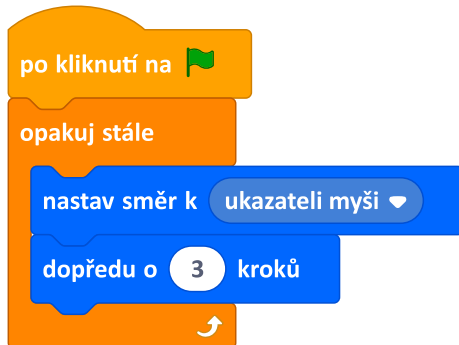 po kliknutí na
opakuj stále
nastav směr k ukazateli myši
dopředu o 3 kroků